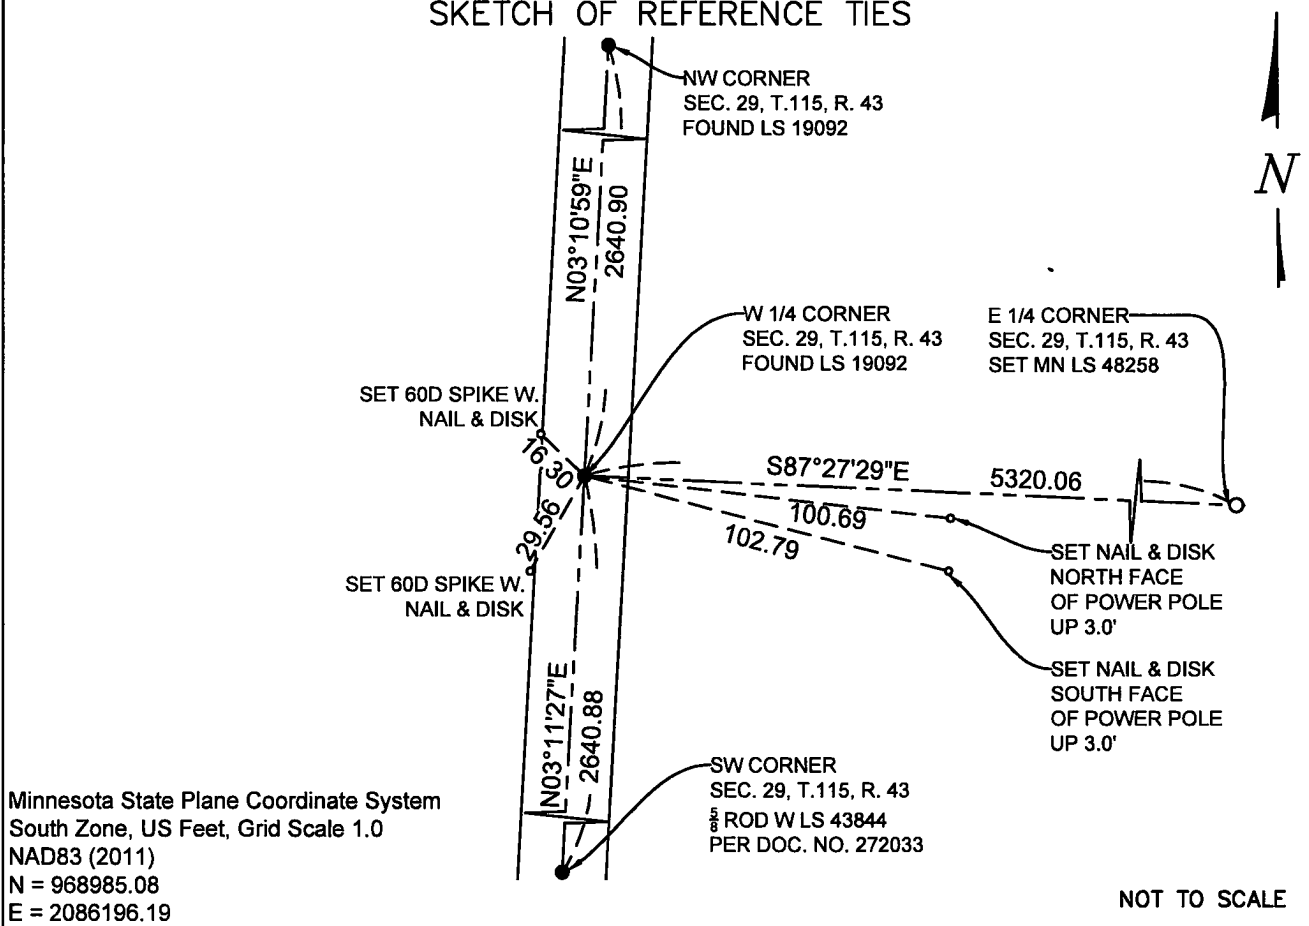 SKETCH OF REFERENCE TIES
NW CORNER
SEC. 29, T.115, R. 43
FOUND LS 19092
N
N03°10'59"E
2640.90
W 1/4 CORNER
SEC. 29, T.115, R. 43
FOUND LS 19092
E 1/4 CORNER
SEC. 29, T.115, R. 43
SET MN LS 48258
SET 60D SPIKE W.
NAIL & DISK
16.30
S87°27'29"E
5320.06
100.69
102.79
29.56
SET 60D SPIKE W.
NAIL & DISK
SET NAIL & DISK
NORTH FACE
OF POWER POLE
UP 3.0'
SET NAIL & DISK
SOUTH FACE
OF POWER POLE
UP 3.0'
N03°11'27"E
2640.88
SW CORNER
SEC. 29, T.115, R. 43
5/8 ROD W LS 43844
PER DOC. NO. 272033
Minnesota State Plane Coordinate System
South Zone, US Feet, Grid Scale 1.0
NAD83 (2011)
N = 968985.08
E = 2086196.19
NOT TO SCALE